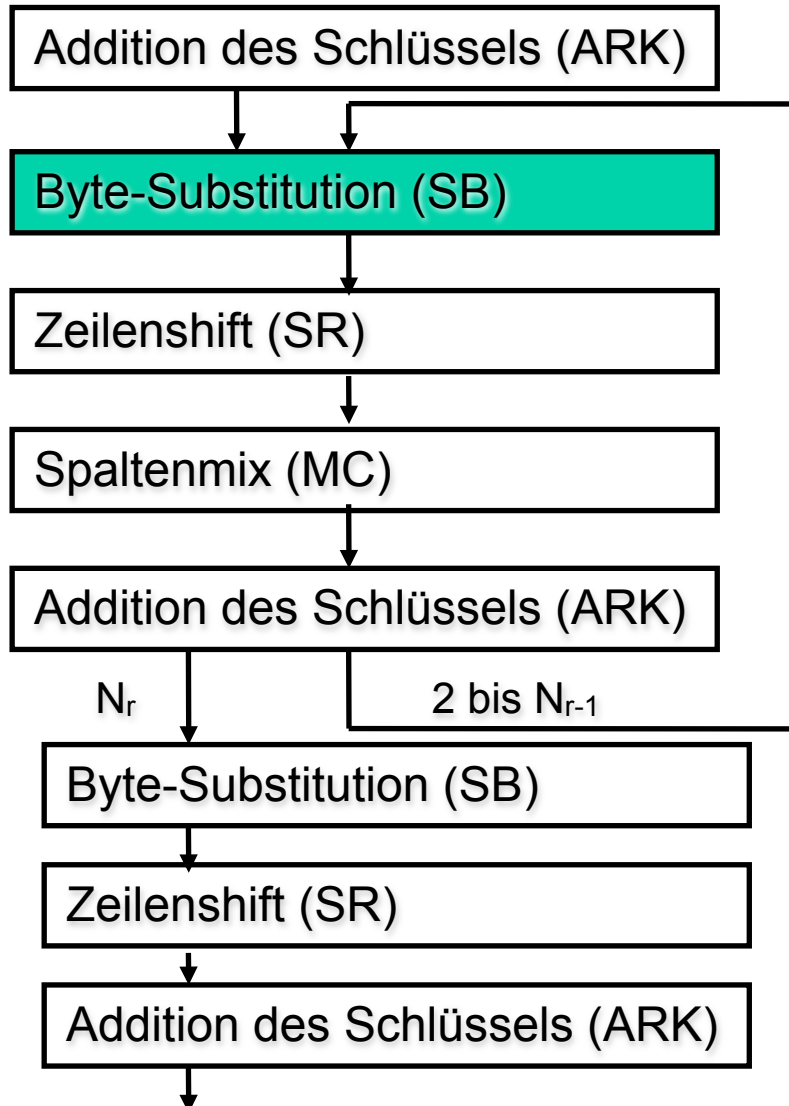 Addition des Schlüssels (ARK)
Byte-Substitution (SB)
Zeilenshift (SR)
Spaltenmix (MC)
Addition des Schlüssels (ARK)
Nr 2 bis Nr-1
Byte-Substitution (SB)
Zeilenshift (SR)
Addition des Schlüssels (ARK)